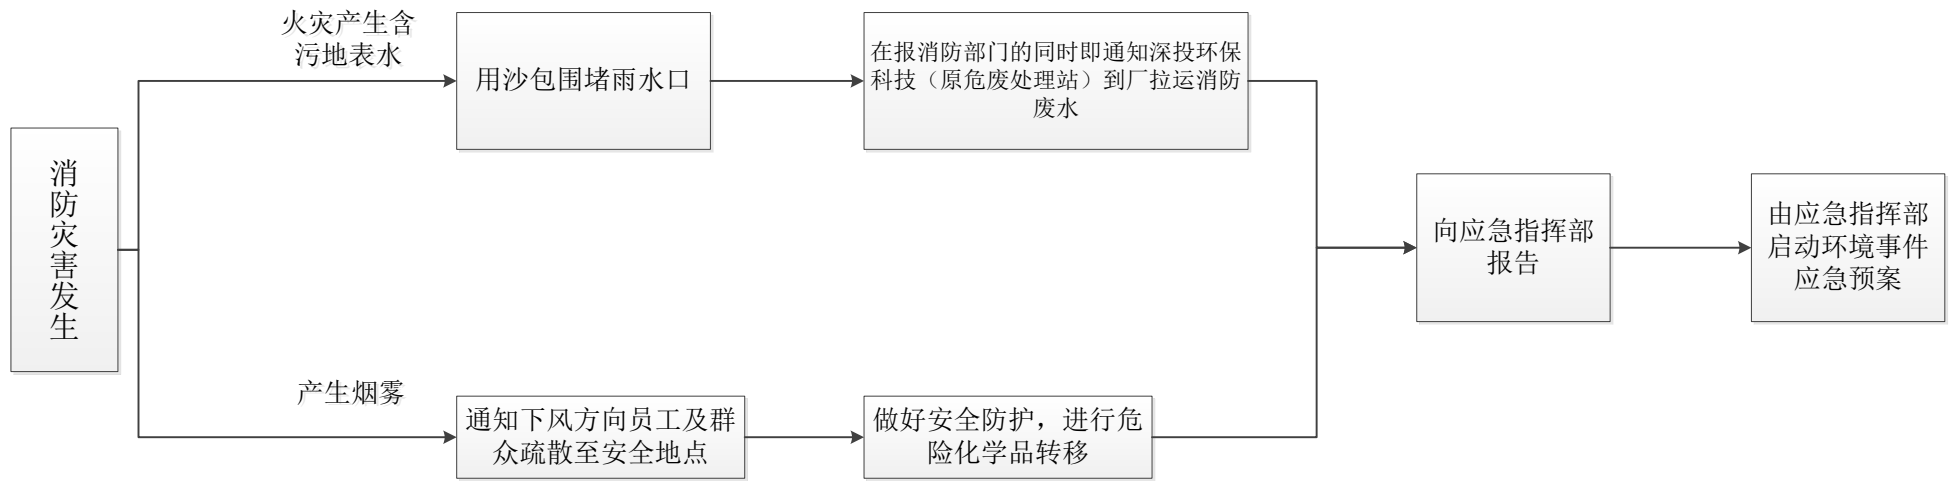 消防灾害发生
火灾产生含
污地表水
用沙包围堵雨水口
在报消防部门的同时即通知深投环保
科技（原危废处理站）到厂拉运消防
废水
产生烟雾
通知下风方向员工及群
众疏散至安全地点
做好安全防护，进行危
险化学品转移
向应急指挥部
报告
由应急指挥部
启动环境事件
应急预案